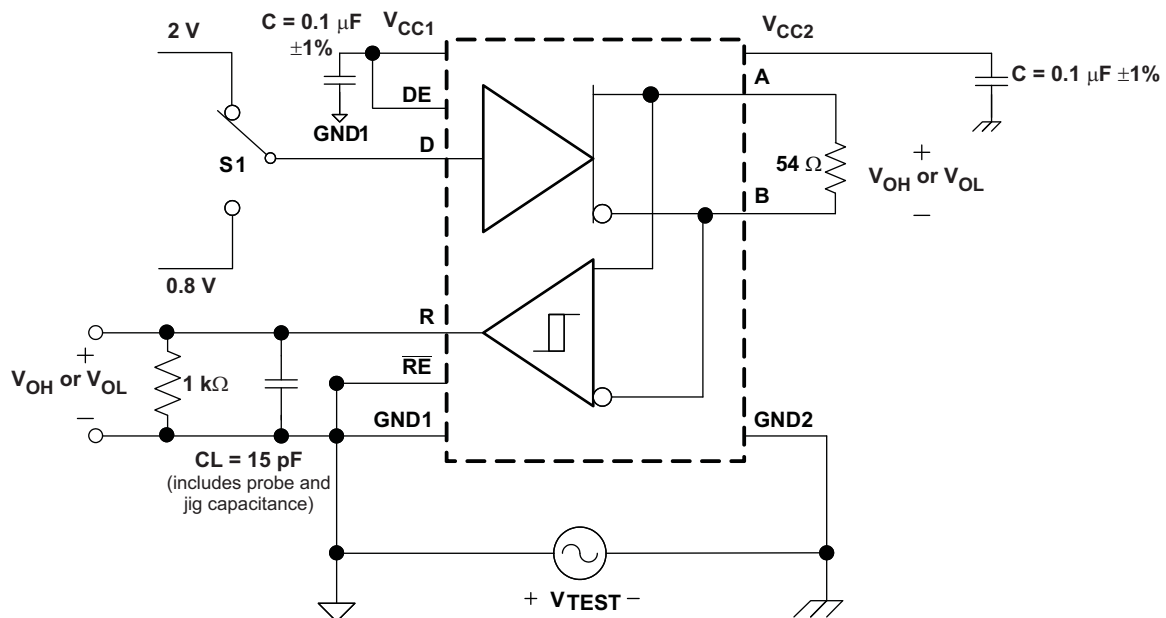 2 V
C = 0.1 μF
±1%
VCC1
VCC2
C = 0.1 μF ±1%
A
DE
GND1
D
S1
54 Ω
+
VOH or VOL
−
B
0.8 V
R
+
VOH or VOL
−
1 kΩ
RE
GND1
GND2
CL = 15 pF
(includes probe and
jig capacitance)
+ VTEST −